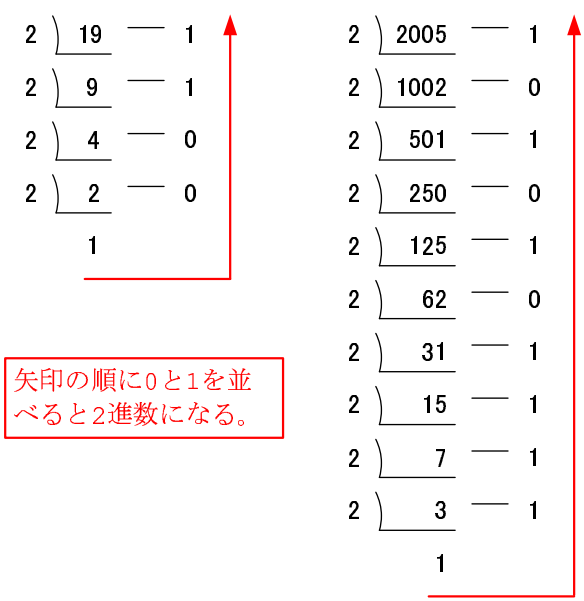 2 ) 19 — 1
2 ) 9 — 1
2 ) 4 — 0
2 ) 2 — 0
1
矢印の順に0と1を並
べると2進数になる。
2 ) 2005 — 1
2 ) 1002 — 0
2 ) 501 — 1
2 ) 250 — 0
2 ) 125 — 1
2 ) 62 — 0
2 ) 31 — 1
2 ) 15 — 1
2 ) 7 — 1
2 ) 3 — 1
1